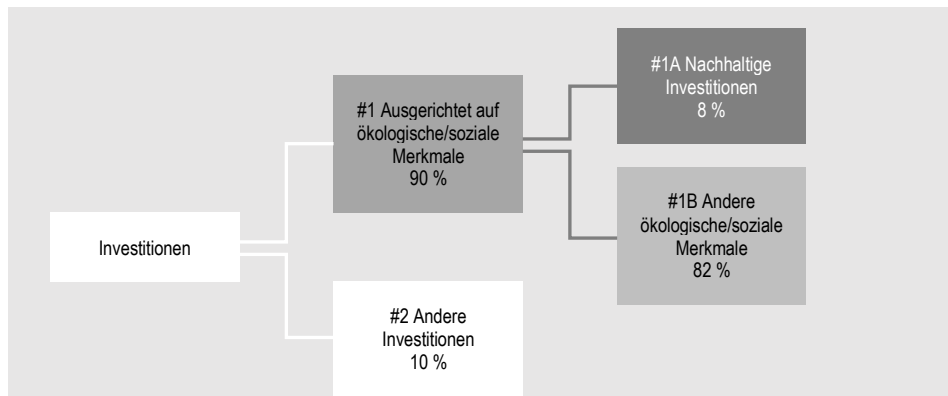 Investitionen
#1 Ausgerichtet auf
ökologische/soziale
Merkmale
90 %
#2 Andere
Investitionen
10 %
#1A Nachhaltige
Investitionen
8 %
#1B Andere
ökologische/soziale
Merkmale
82 %